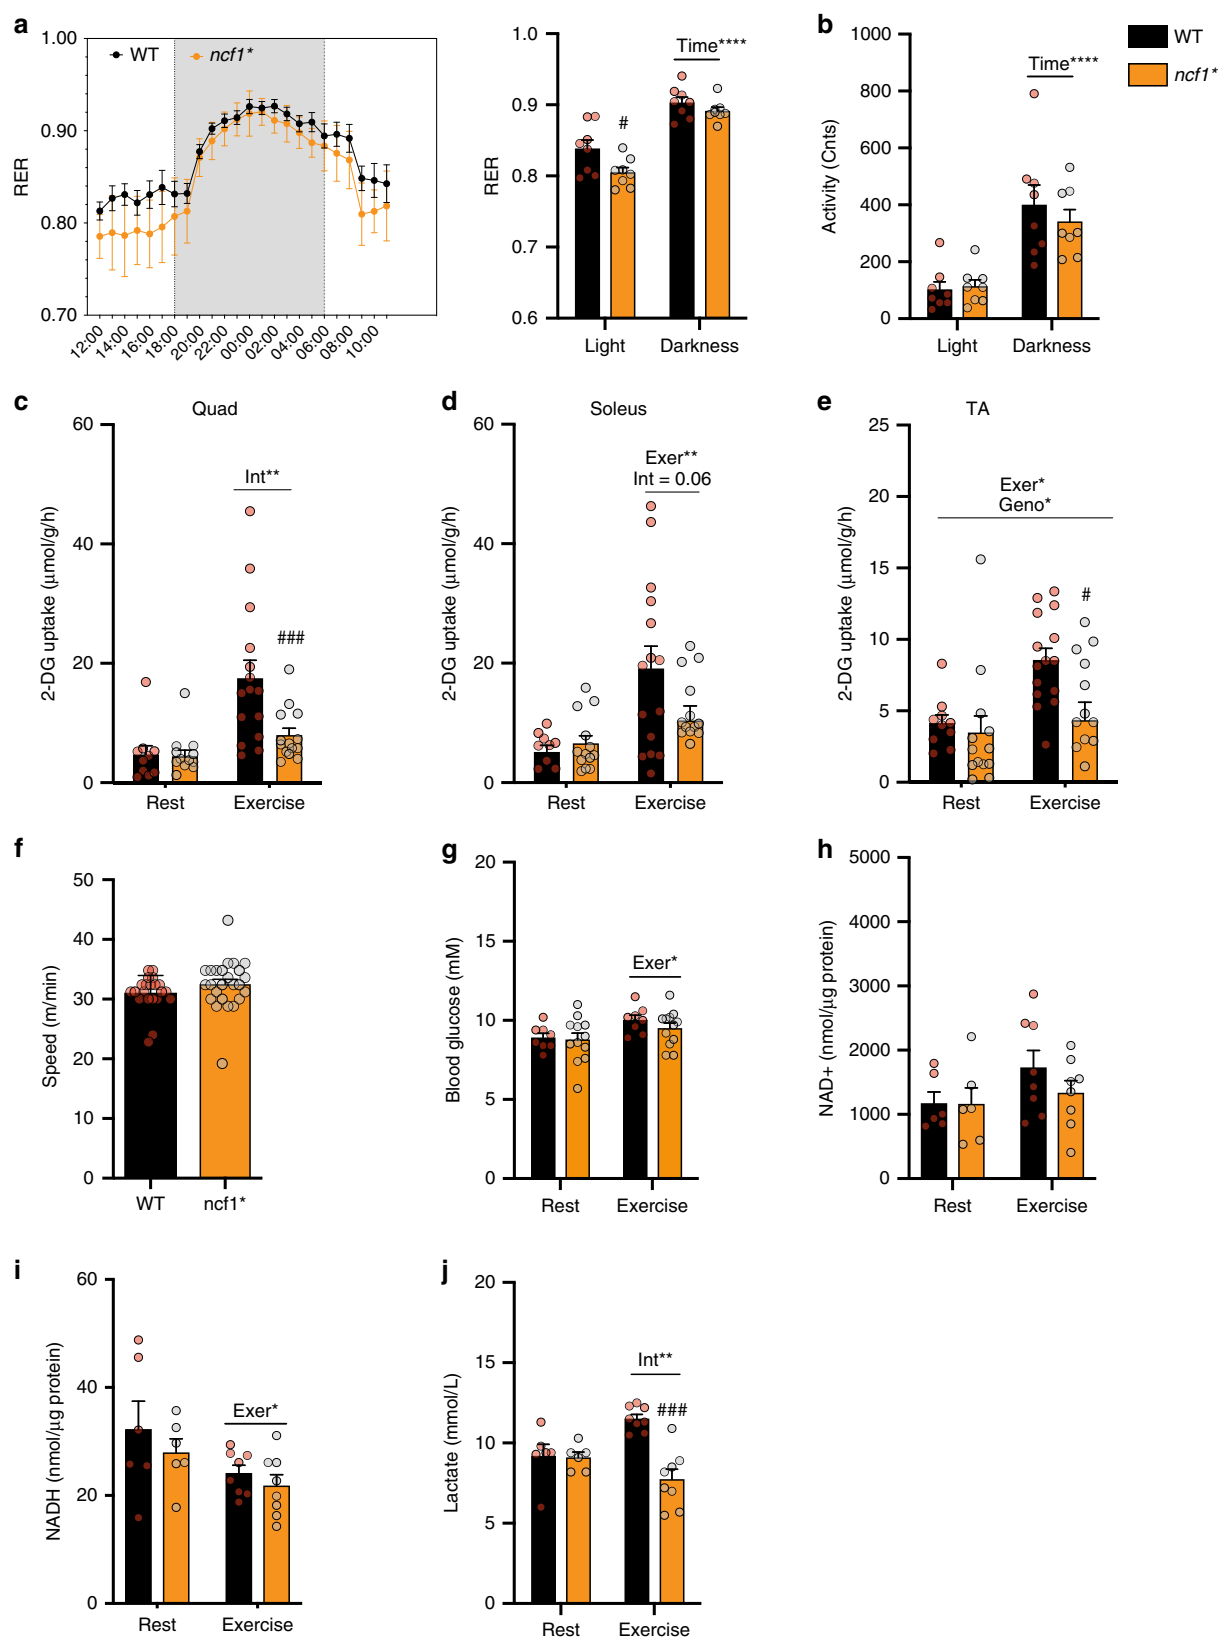 a
1.00
0.90
0.80
0.70
RER
WT
ncf1*
12:00
14:00
16:00
18:00
20:00
22:00
00:00
02:00
04:00
06:00
08:00
10:00
1.0
0.9
0.8
0.7
0.6
RER
Time****
#
Light
Darkness
b
1000
800
600
400
200
0
Activity (Cnts)
Time****
Light
Darkness
WT
ncf1*
c
Quad
60
40
20
0
2-DG uptake (μmol/g/h)
Int**
###
Rest
Exercise
d
Soleus
60
40
20
0
2-DG uptake (μmol/g/h)
Exer**
Int = 0.06
Rest
Exercise
e
TA
25
20
15
10
5
0
2-DG uptake (μmol/g/h)
Exer*
Geno*
#
Rest
Exercise
f
50
40
30
20
10
0
Speed (m/min)
WT
ncf1*
g
20
15
10
5
0
Blood glucose (mM)
Exer*
Rest
Exercise
h
5000
4000
3000
2000
1000
0
NAD+ (nmol/μg protein)
Rest
Exercise
i
60
40
20
0
NADH (nmol/μg protein)
Exer*
Rest
Exercise
j
20
15
10
5
0
Lactate (mmol/L)
Int**
###
Rest
Exercise